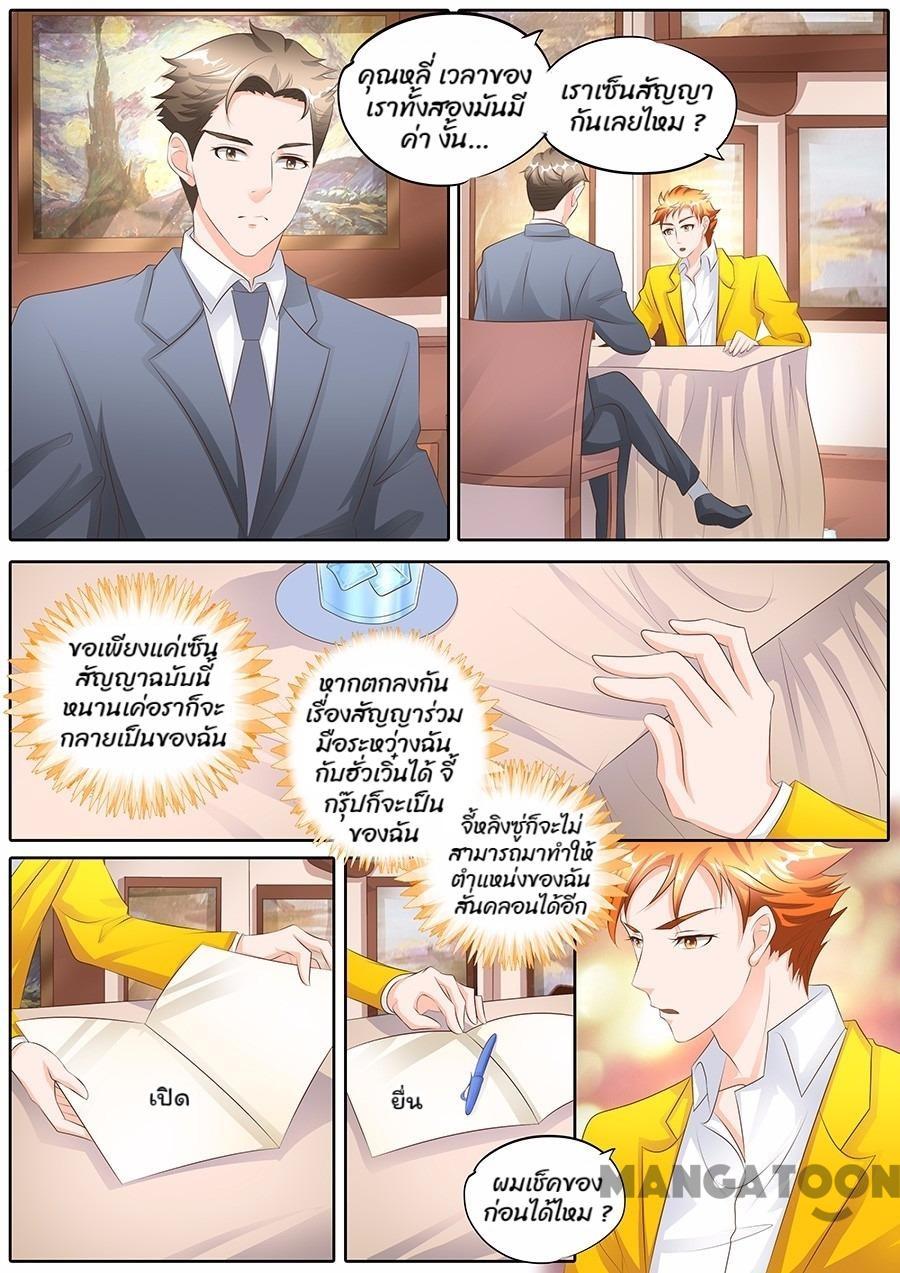 คุณหลี่ เวลาของ
เราทั้งสองมันมี
ค่า งั้น...
เราเซ็นสัญญา
กันเลยไหม ?
ขอเพียงแค่เซ็น
สัญญาฉบับนี้
หนานเค่อราก็จะ
กลายเป็นของฉัน
หากตกลงกัน
เรื่องสัญญาร่วม
มือระหว่างฉัน
กับฮั่วเวิ๋นได้ จี้
กรุ๊ปก็จะเป็น
ของฉัน
จี้หลิงซู่ก็จะไม่
สามารถมาทำให้
ตำแหน่งของฉัน
สั่นคลอนได้อีก
เปิด
ยื่น
ผมเช็คของ
ก่อนได้ไหม ?
MANGATOON